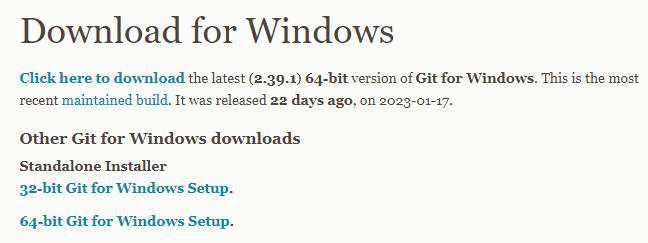 Download for Windows
Click here to download the latest (2.39.1) 64-bit version of Git for Windows. This is the most
recent maintained build. It was released 22 days ago, on 2023-01-17.
Other Git for Windows downloads
Standalone Installer
32-bit Git for Windows Setup.
64-bit Git for Windows Setup.